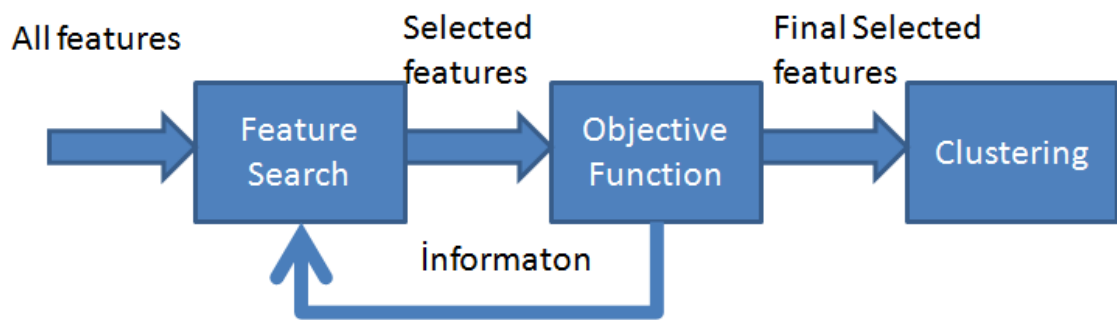 All features
Selected
features
Final Selected
features
Feature
Search
Objective
Function
Clustering
İnformaton